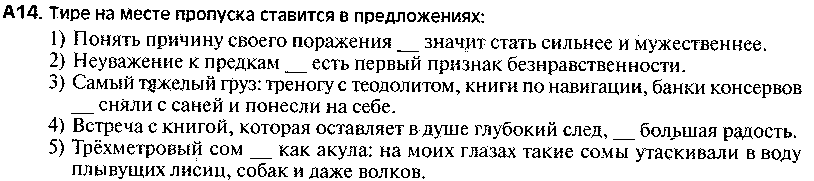 А14. Тире на месте пропуска ставится в предложениях:
1) Понять причину своего поражения __ значит стать сильнее и мужественнее.
2) Неуважение к предкам __ есть первый признак безнравственности.
3) Самый тяжелый груз: треногу с теодолитом, книги по навигации, банки консервов
__ сняли с саней и понесли на себе.
4) Встреча с книгой, которая оставляет в душе глубокий след, __ большая радость.
5) Трёхметровый сом __ как акула: на моих глазах такие сомы утаскивали в воду
плывущих лисиц, собак и даже волков.